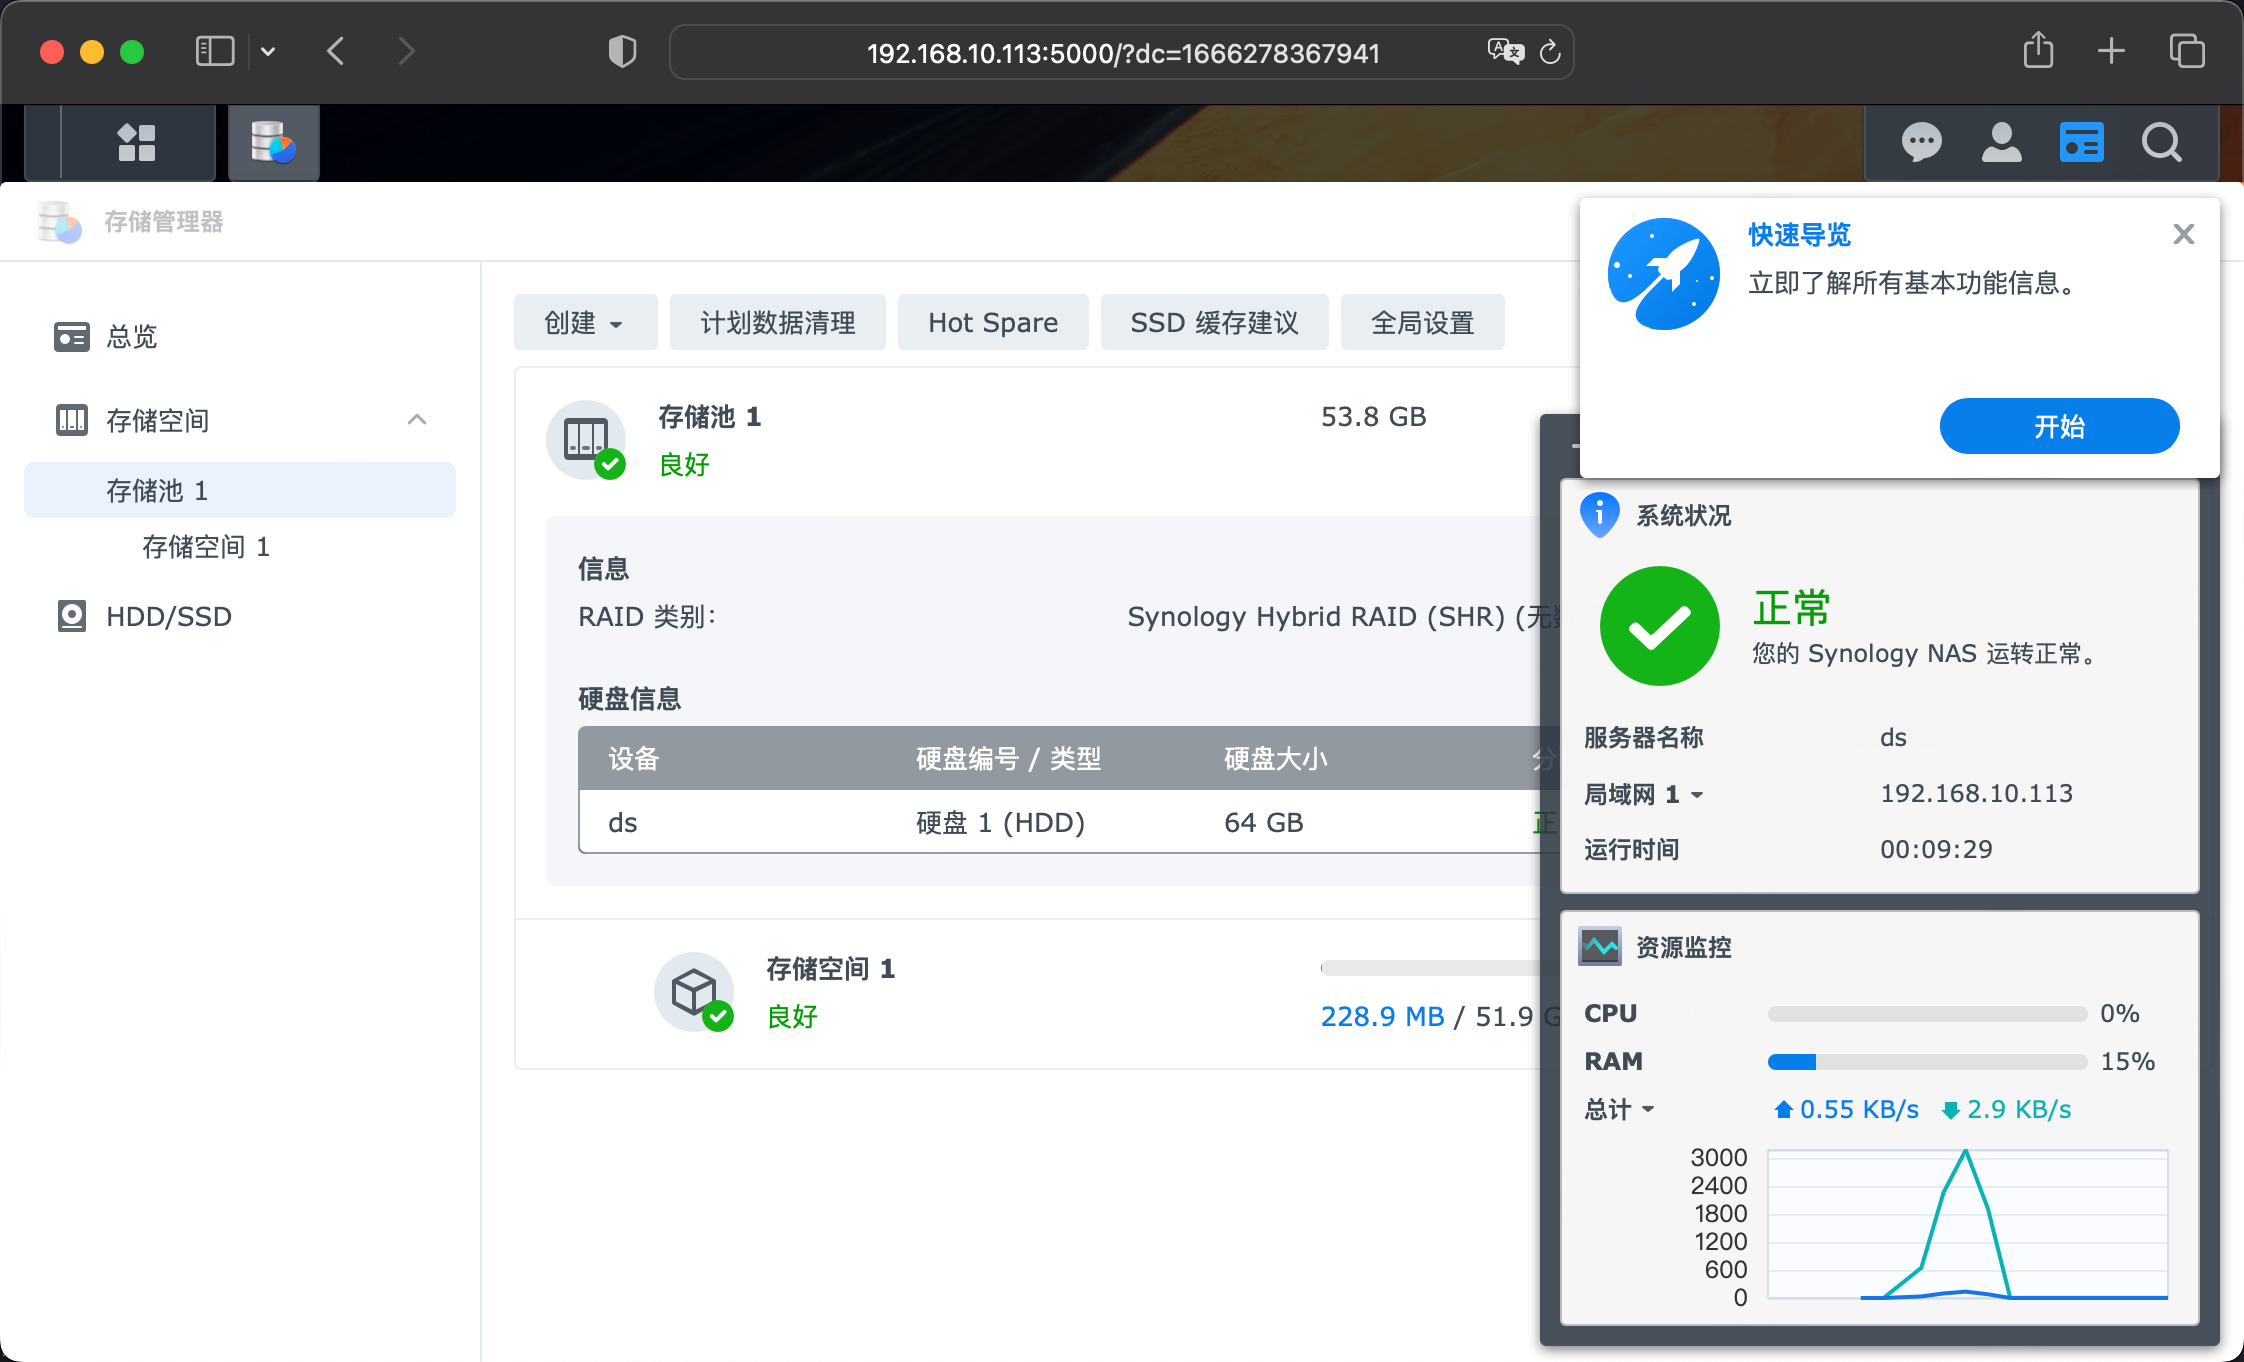 192.168.10.113:5000/?dc=1666278367941
存储管理器
总览
存储空间
存储池 1
存储空间 1
HDD/SSD
创建
计划数据清理
Hot Spare
SSD 缓存建议
全局设置
存储池 1
53.8 GB
良好
信息
RAID 类别：
Synology Hybrid RAID (SHR) (无
硬盘信息
设备
硬盘编号 / 类型
硬盘大小
分
ds
硬盘 1 (HDD)
64 GB
正
存储空间 1
良好
228.9 MB / 51.9 G
快速导览
立即了解所有基本功能信息。
开始
系统状况
正常
您的 Synology NAS 运转正常。
服务器名称
ds
局域网 1
192.168.10.113
运行时间
00:09:29
资源监控
CPU
0%
RAM
15%
总计
0.55 KB/s
2.9 KB/s
3000
2400
1800
1200
600
0